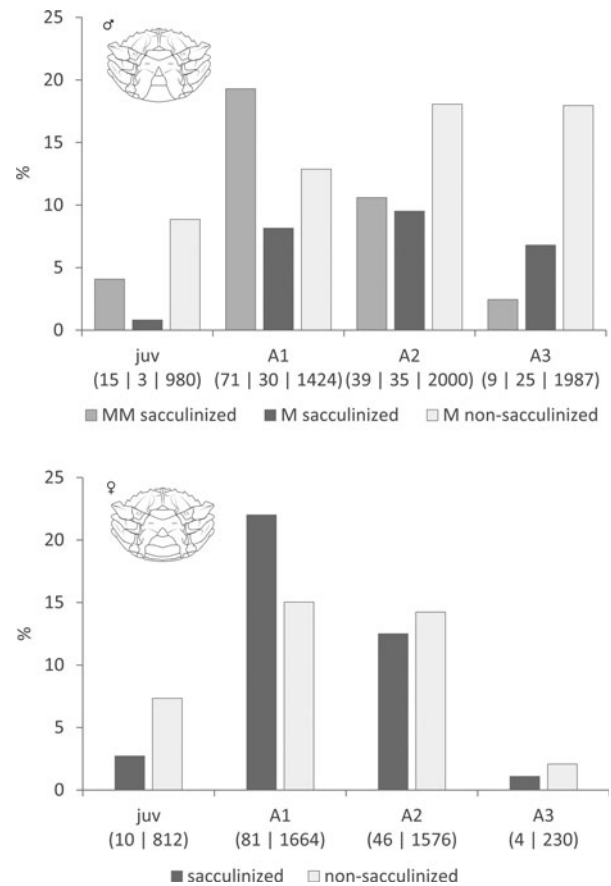 ♂
25
20
15
10
5
0
%
juv A1 A2 A3
(15 | 3 | 980) (71 | 30 | 1424) (39 | 35 | 2000) (9 | 25 | 1987)
MM sacculinized M sacculinized M non-sacculinized
♀
25
20
15
10
5
0
%
juv A1 A2 A3
(10 | 812) (81 | 1664) (46 | 1576) (4 | 230)
sacculinized non-sacculinized